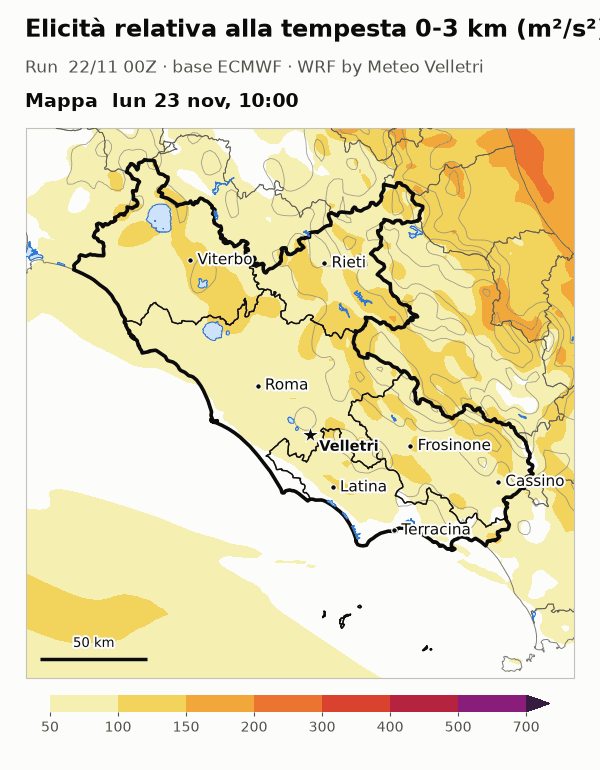 Elicità relativa alla tempesta 0-3 km (m²/s²)
Run 22/11 00Z · base ECMWF · WRF by Meteo Velletri
Mappa lun 23 nov, 10:00
Viterbo
Rieti
Roma
Velletri
Frosinone
Latina
Cassino
Terracina
50 km
50 100 150 200 300 400 500 700